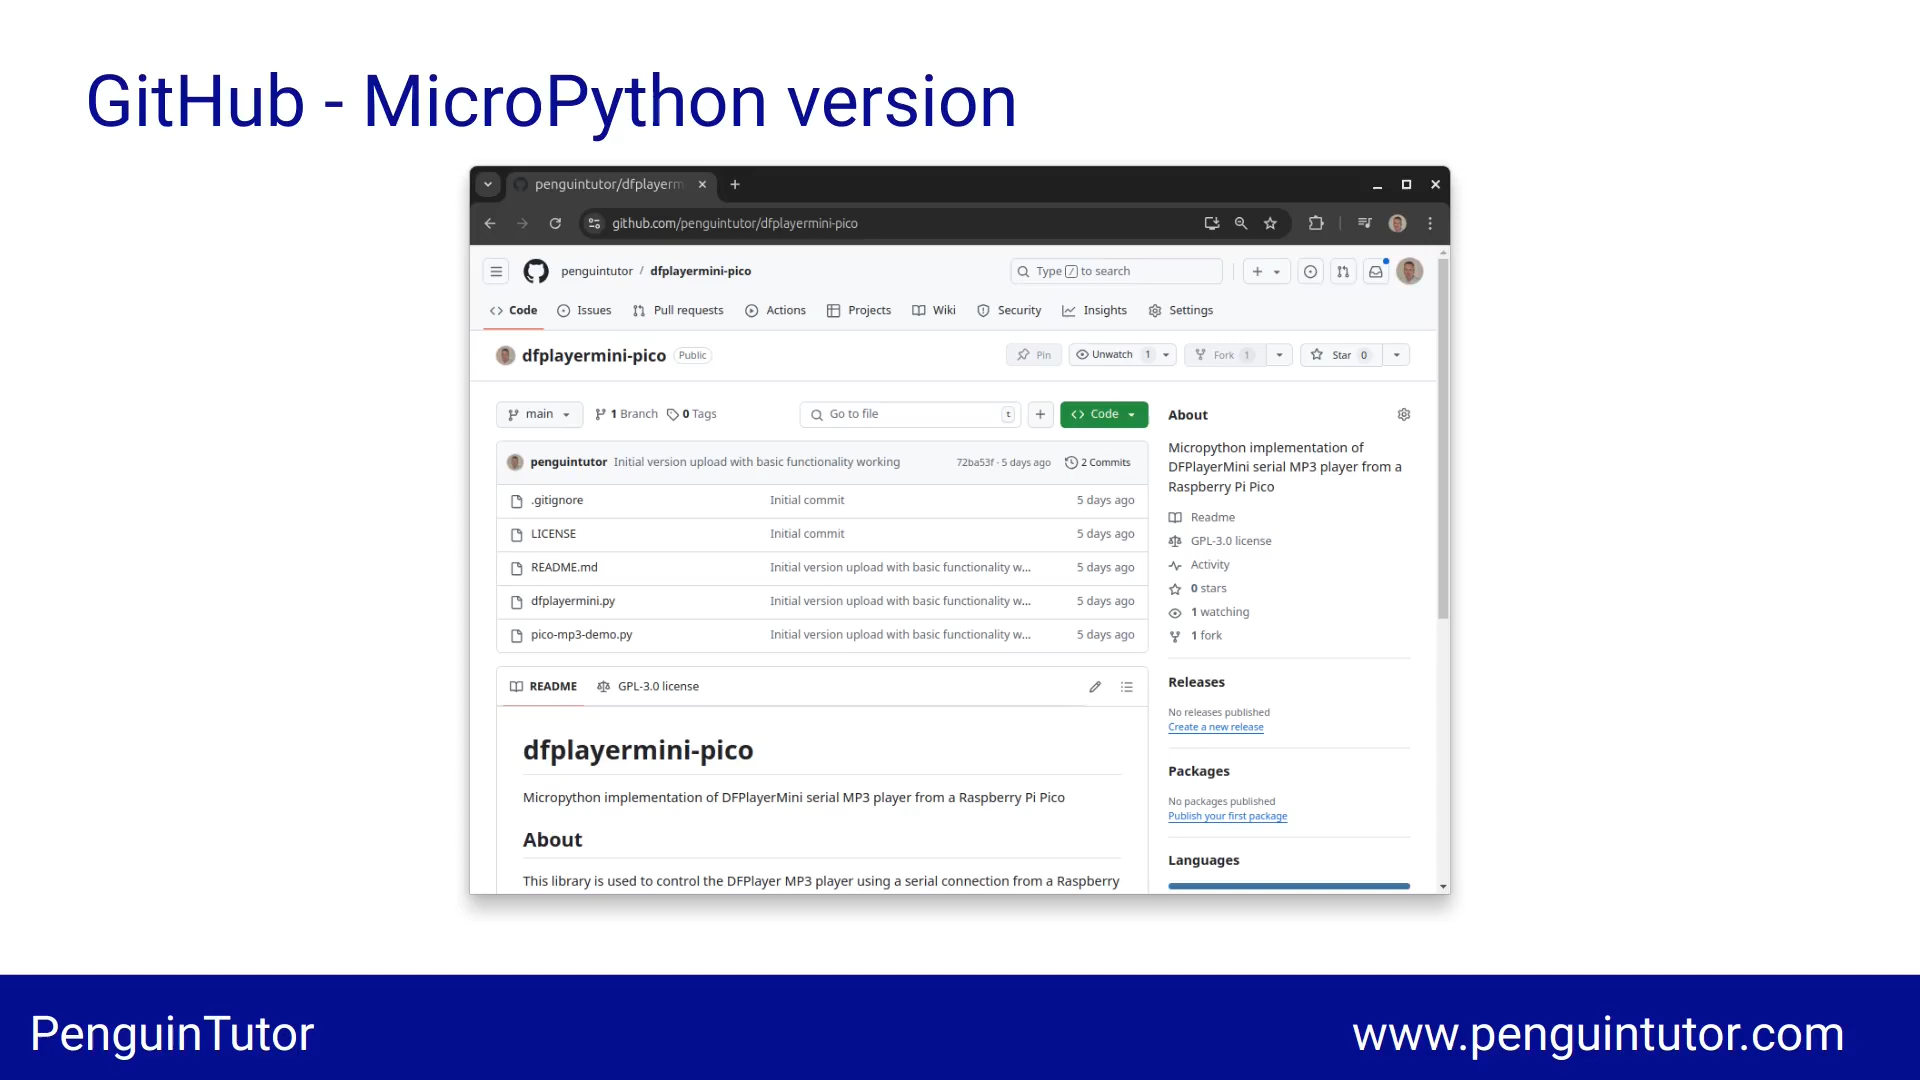 GitHub - MicroPython version
penguintutor/dfplayerm
github.com/penguintutor/dfplayermini-pico
penguintutor / dfplayermini-pico
Type / to search
Code Issues Pull requests Actions Projects Wiki Security Insights Settings
dfplayermini-pico Public
Pin Unwatch 1 Fork 1 Star 0
main 1 Branch 0 Tags Go to file t Code
penguintutor Initial version upload with basic functionality working 72ba53f · 5 days ago 2 Commits
.gitignore Initial commit 5 days ago
LICENSE Initial commit 5 days ago
README.md Initial version upload with basic functionality w... 5 days ago
dfplayermini.py Initial version upload with basic functionality w... 5 days ago
pico-mp3-demo.py Initial version upload with basic functionality w... 5 days ago
README GPL-3.0 license
dfplayermini-pico
Micropython implementation of DFPlayerMini serial MP3 player from a Raspberry Pi Pico
About
This library is used to control the DFPlayer MP3 player using a serial connection from a Raspberry
About
Micropython implementation of
DFPlayerMini serial MP3 player from a
Raspberry Pi Pico
Readme
GPL-3.0 license
Activity
0 stars
1 watching
1 fork
Releases
No releases published
Create a new release
Packages
No packages published
Publish your first package
Languages
PenguinTutor
www.penguintutor.com